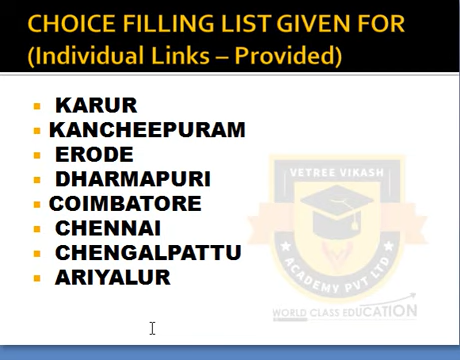 CHOICE FILLING LIST GIVEN FOR
(Individual Links – Provided)
KARUR
KANCHEEPURAM
ERODE
DHARMAPURI
COIMBATORE
CHENNAI
CHENGALPATTU
ARIYALUR
VETREE VIKASH
ACADEMY PVT LTD
WORLD CLASS EDUCATION